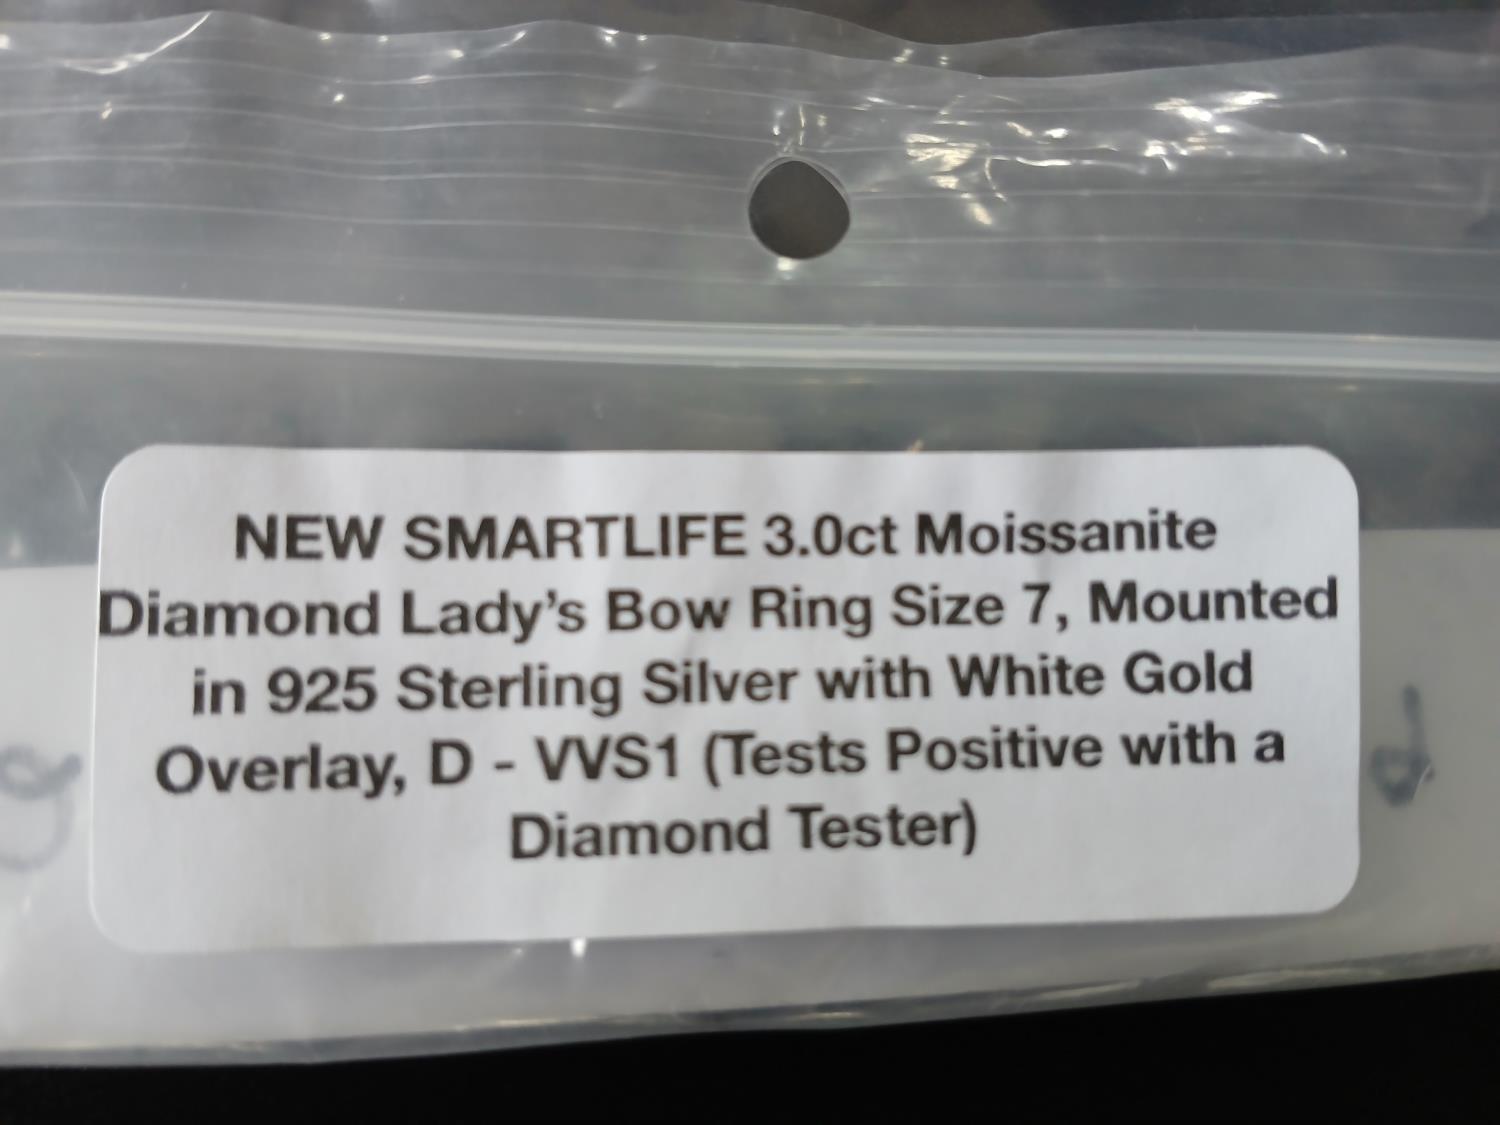 NEW SMARTLIFE 3.0ct Moissanite
Diamond Lady's Bow Ring Size 7, Mounted
in 925 Sterling Silver with White Gold
Overlay, D - VVS1 (Tests Positive with a
Diamond Tester)